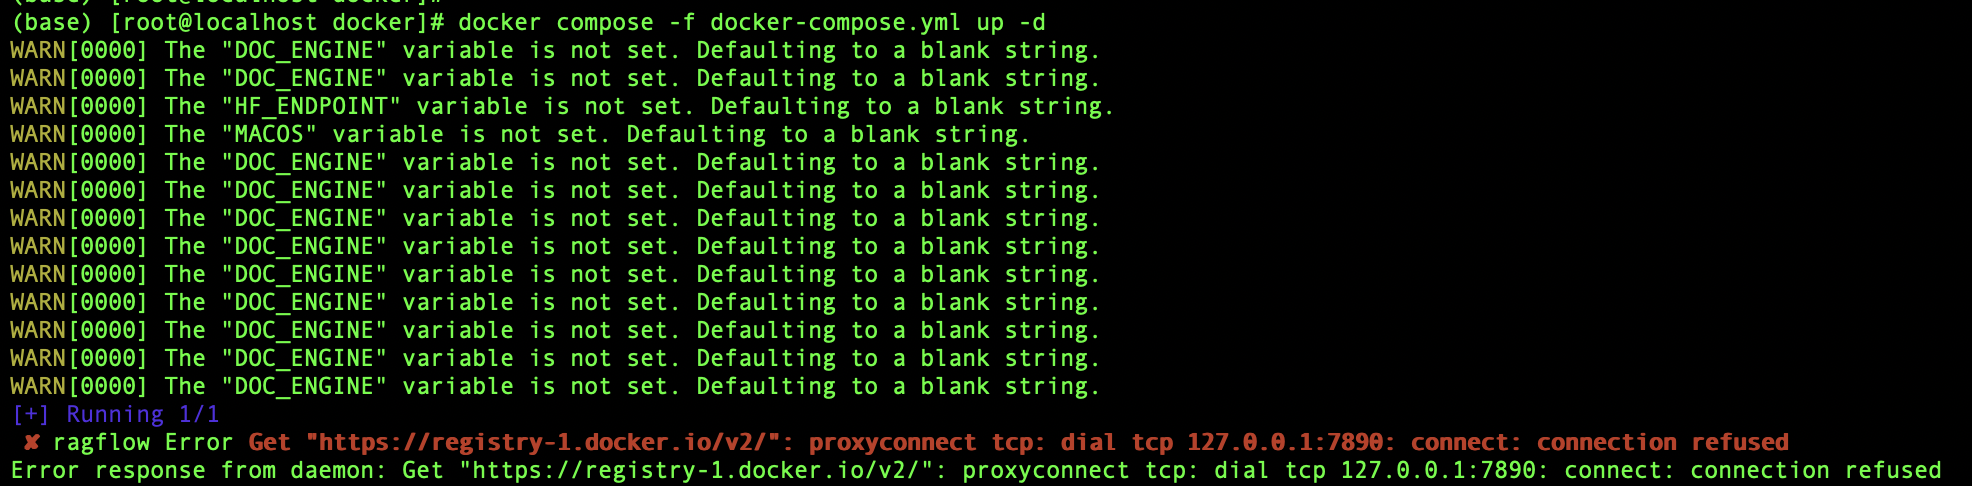 (base) [root@localhost docker]#
(base) [root@localhost docker]# docker compose -f docker-compose.yml up -d
WARN[0000] The "DOC_ENGINE" variable is not set. Defaulting to a blank string.
WARN[0000] The "DOC_ENGINE" variable is not set. Defaulting to a blank string.
WARN[0000] The "HF_ENDPOINT" variable is not set. Defaulting to a blank string.
WARN[0000] The "MACOS" variable is not set. Defaulting to a blank string.
WARN[0000] The "DOC_ENGINE" variable is not set. Defaulting to a blank string.
WARN[0000] The "DOC_ENGINE" variable is not set. Defaulting to a blank string.
WARN[0000] The "DOC_ENGINE" variable is not set. Defaulting to a blank string.
WARN[0000] The "DOC_ENGINE" variable is not set. Defaulting to a blank string.
WARN[0000] The "DOC_ENGINE" variable is not set. Defaulting to a blank string.
WARN[0000] The "DOC_ENGINE" variable is not set. Defaulting to a blank string.
WARN[0000] The "DOC_ENGINE" variable is not set. Defaulting to a blank string.
WARN[0000] The "DOC_ENGINE" variable is not set. Defaulting to a blank string.
WARN[0000] The "DOC_ENGINE" variable is not set. Defaulting to a blank string.
[+] Running 1/1
✘ ragflow Error Get "https://registry-1.docker.io/v2/": proxyconnect tcp: dial tcp 127.0.0.1:7890: connect: connection refused
Error response from daemon: Get "https://registry-1.docker.io/v2/": proxyconnect tcp: dial tcp 127.0.0.1:7890: connect: connection refused